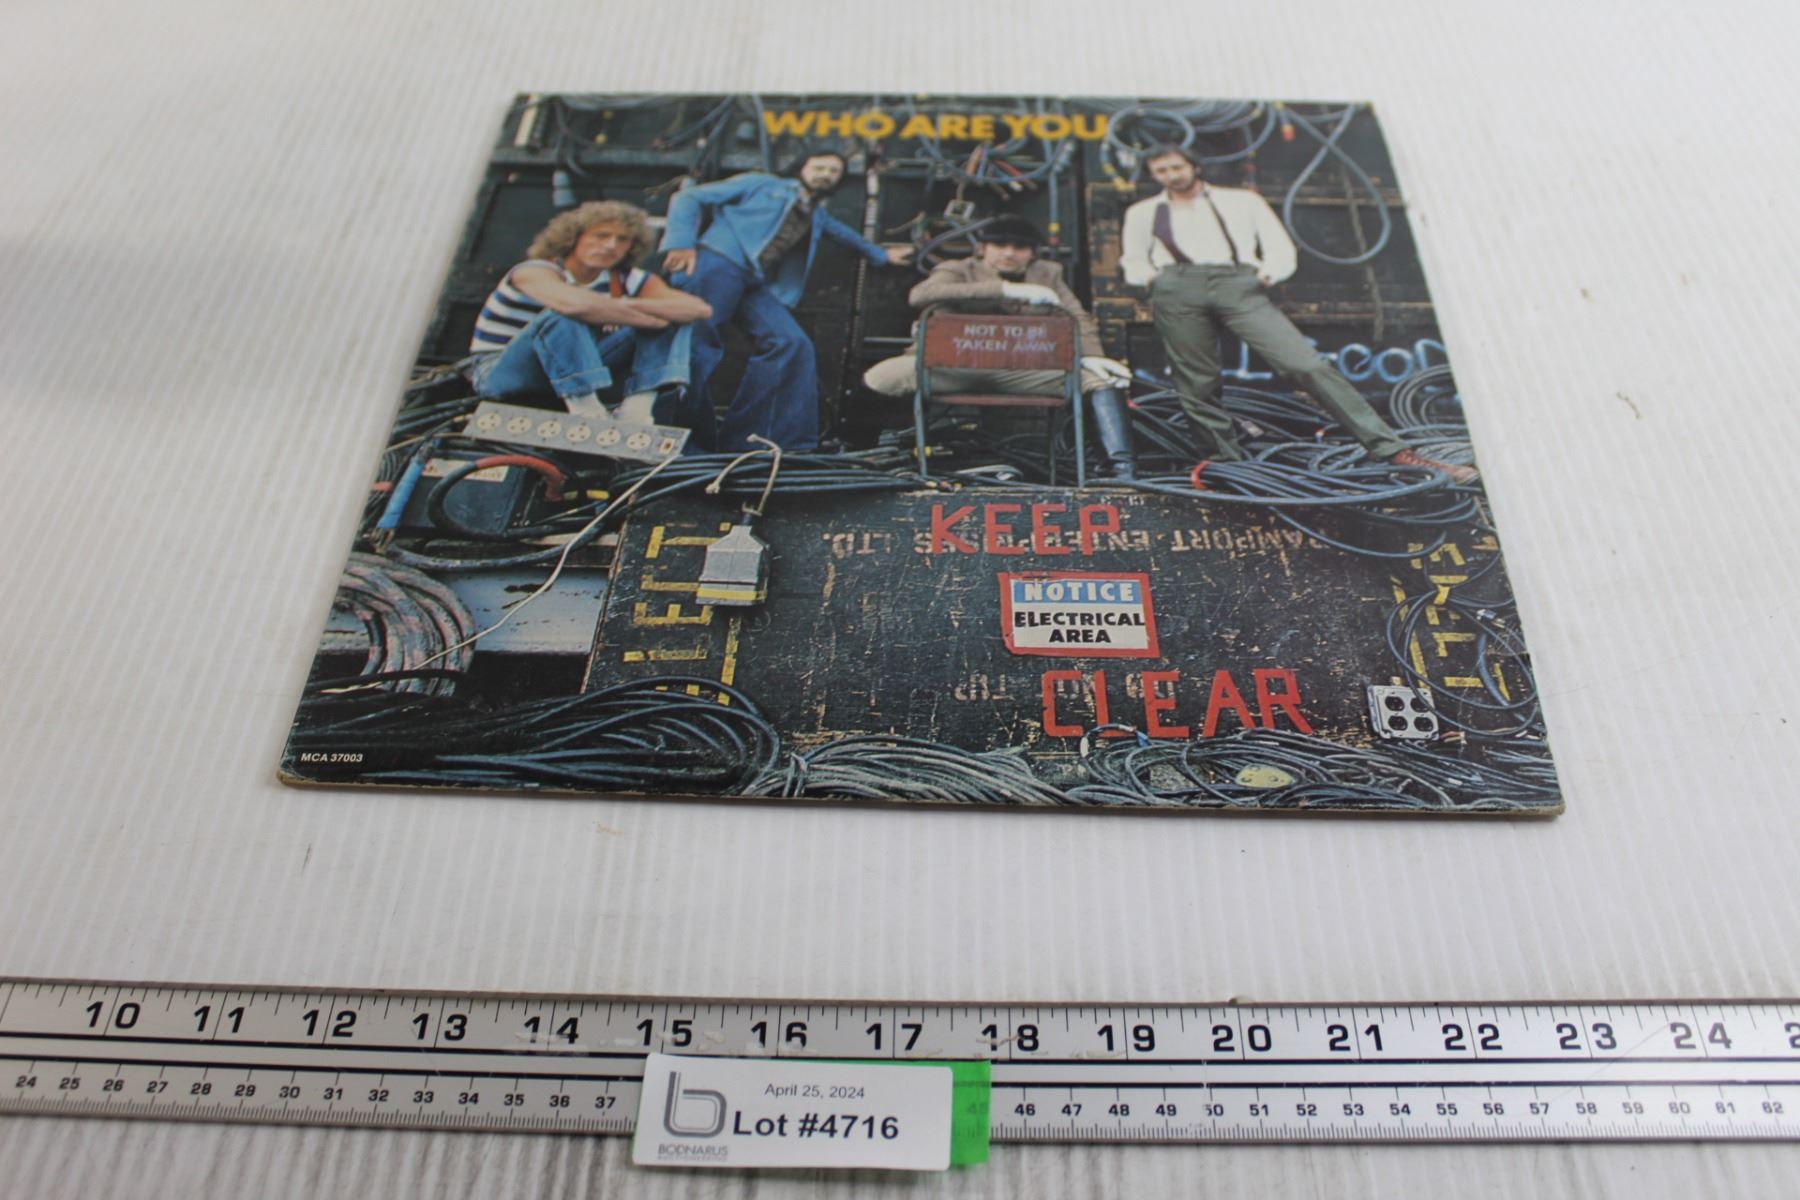 WHO ARE YOU
NOT TO BE
TAKEN AWAY
KEEP
NOTICE
ELECTRICAL
AREA
CLEAR
MCA 37003
10 11 12 13 14 15 16 17 18 19 20 21 22 23 24
24 25 26 27 28 29 30 31 32 33 34 35 36 37 45 46 47 48 49 50 51 52 53 54 55 56 57 58 59 60 61 62
April 25, 2024
Lot #4716
BODNARUS
AUCTIONEERING